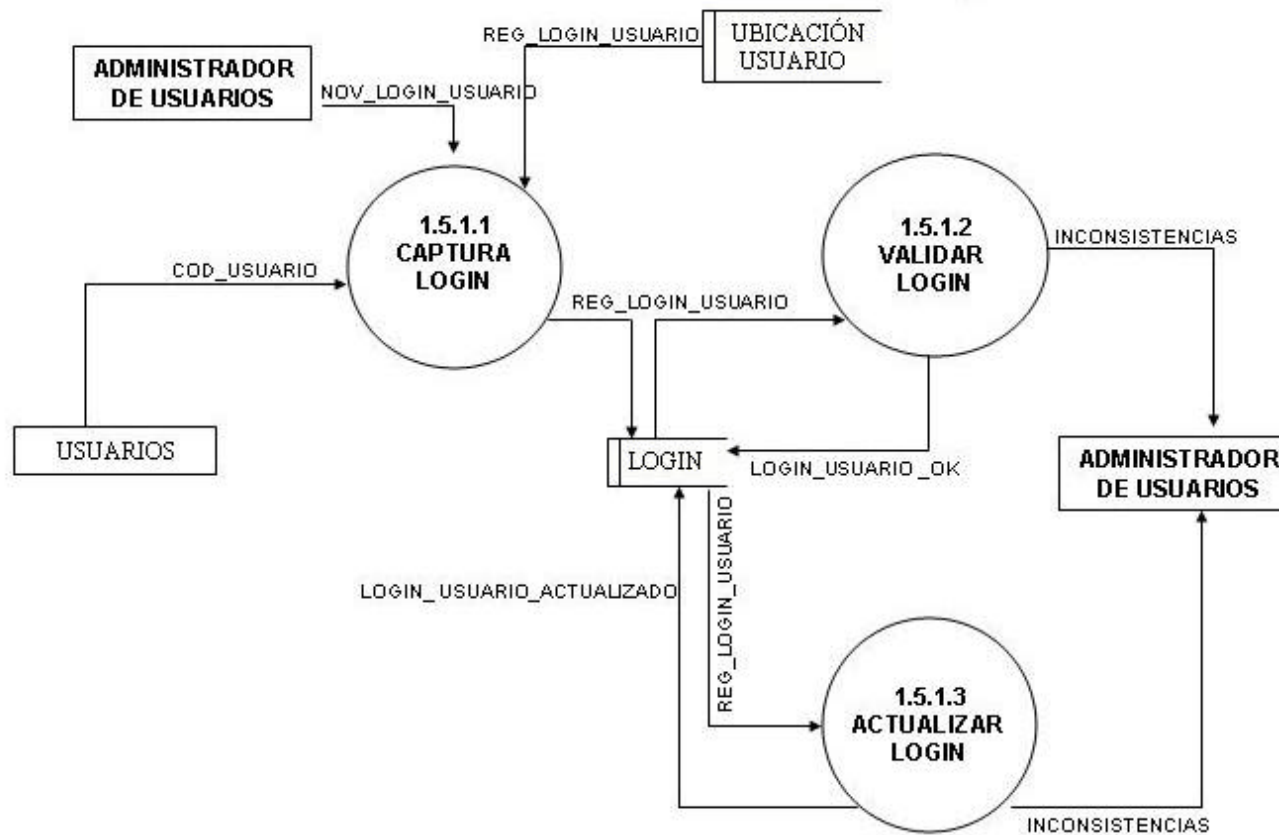 REG_LOGIN_USUARIO
UBICACIÓN
USUARIO
ADMINISTRADOR
DE USUARIOS
NOV_LOGIN_USUARIO
1.5.1.1
CAPTURA
LOGIN
1.5.1.2
VALIDAR
LOGIN
INCONSISTENCIAS
COD_USUARIO
REG_LOGIN_USUARIO
USUARIOS
LOGIN
LOGIN_USUARIO_OK
ADMINISTRADOR
DE USUARIOS
LOGIN_USUARIO_ACTUALIZADO
REG_LOGIN_USUARIO
1.5.1.3
ACTUALIZAR
LOGIN
INCONSISTENCIAS